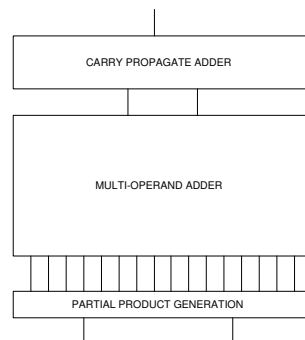 CARRY PROPAGATE ADDER
MULTI-OPERAND ADDER
PARTIAL PRODUCT GENERATION